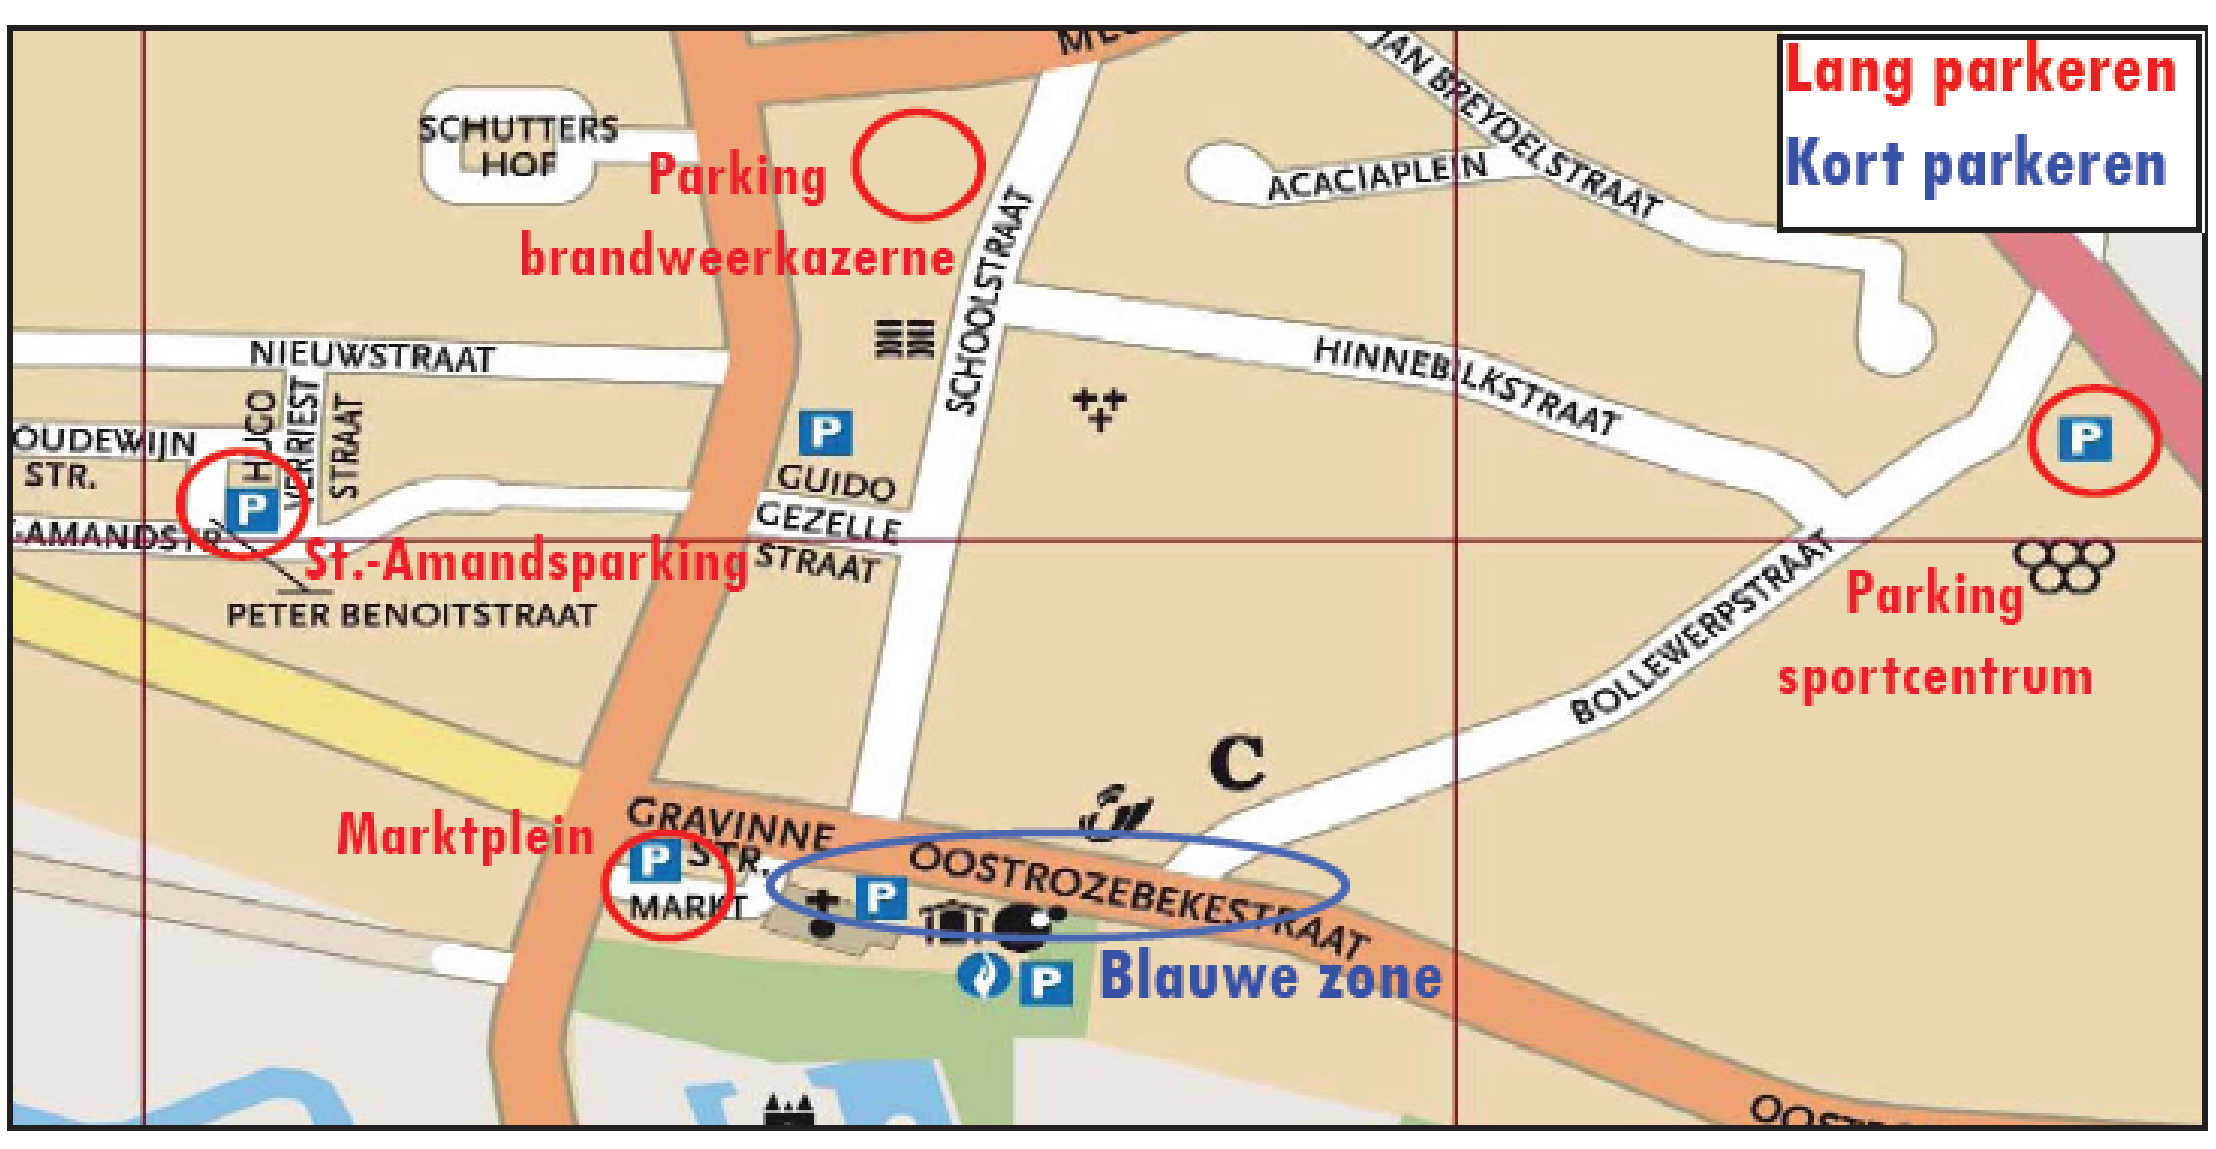 MEU
JAN BREYDELSTRAAT
Lang parkeren
Kort parkeren
SCHUTTERS
HOF
Parking
brandweerkazerne
ACACIAPLEIN
SCHOOLSTRAAT
NIEUWSTRAAT
HINNEBILKSTRAAT
HUGO
VERRIEST
STRAAT
OUDEWIJN
STR.
P
P
P
GUIDO
GEZELLE
STRAAT
-AMANDSTR.
St.-Amandsparking
PETER BENOITSTRAAT
BOLLEWERPSTRAAT
Parking
sportcentrum
C
Marktplein
GRAVINNE
STR.
P
MARKT
P
OOSTROZEBEKESTRAAT
P
Blauwe zone